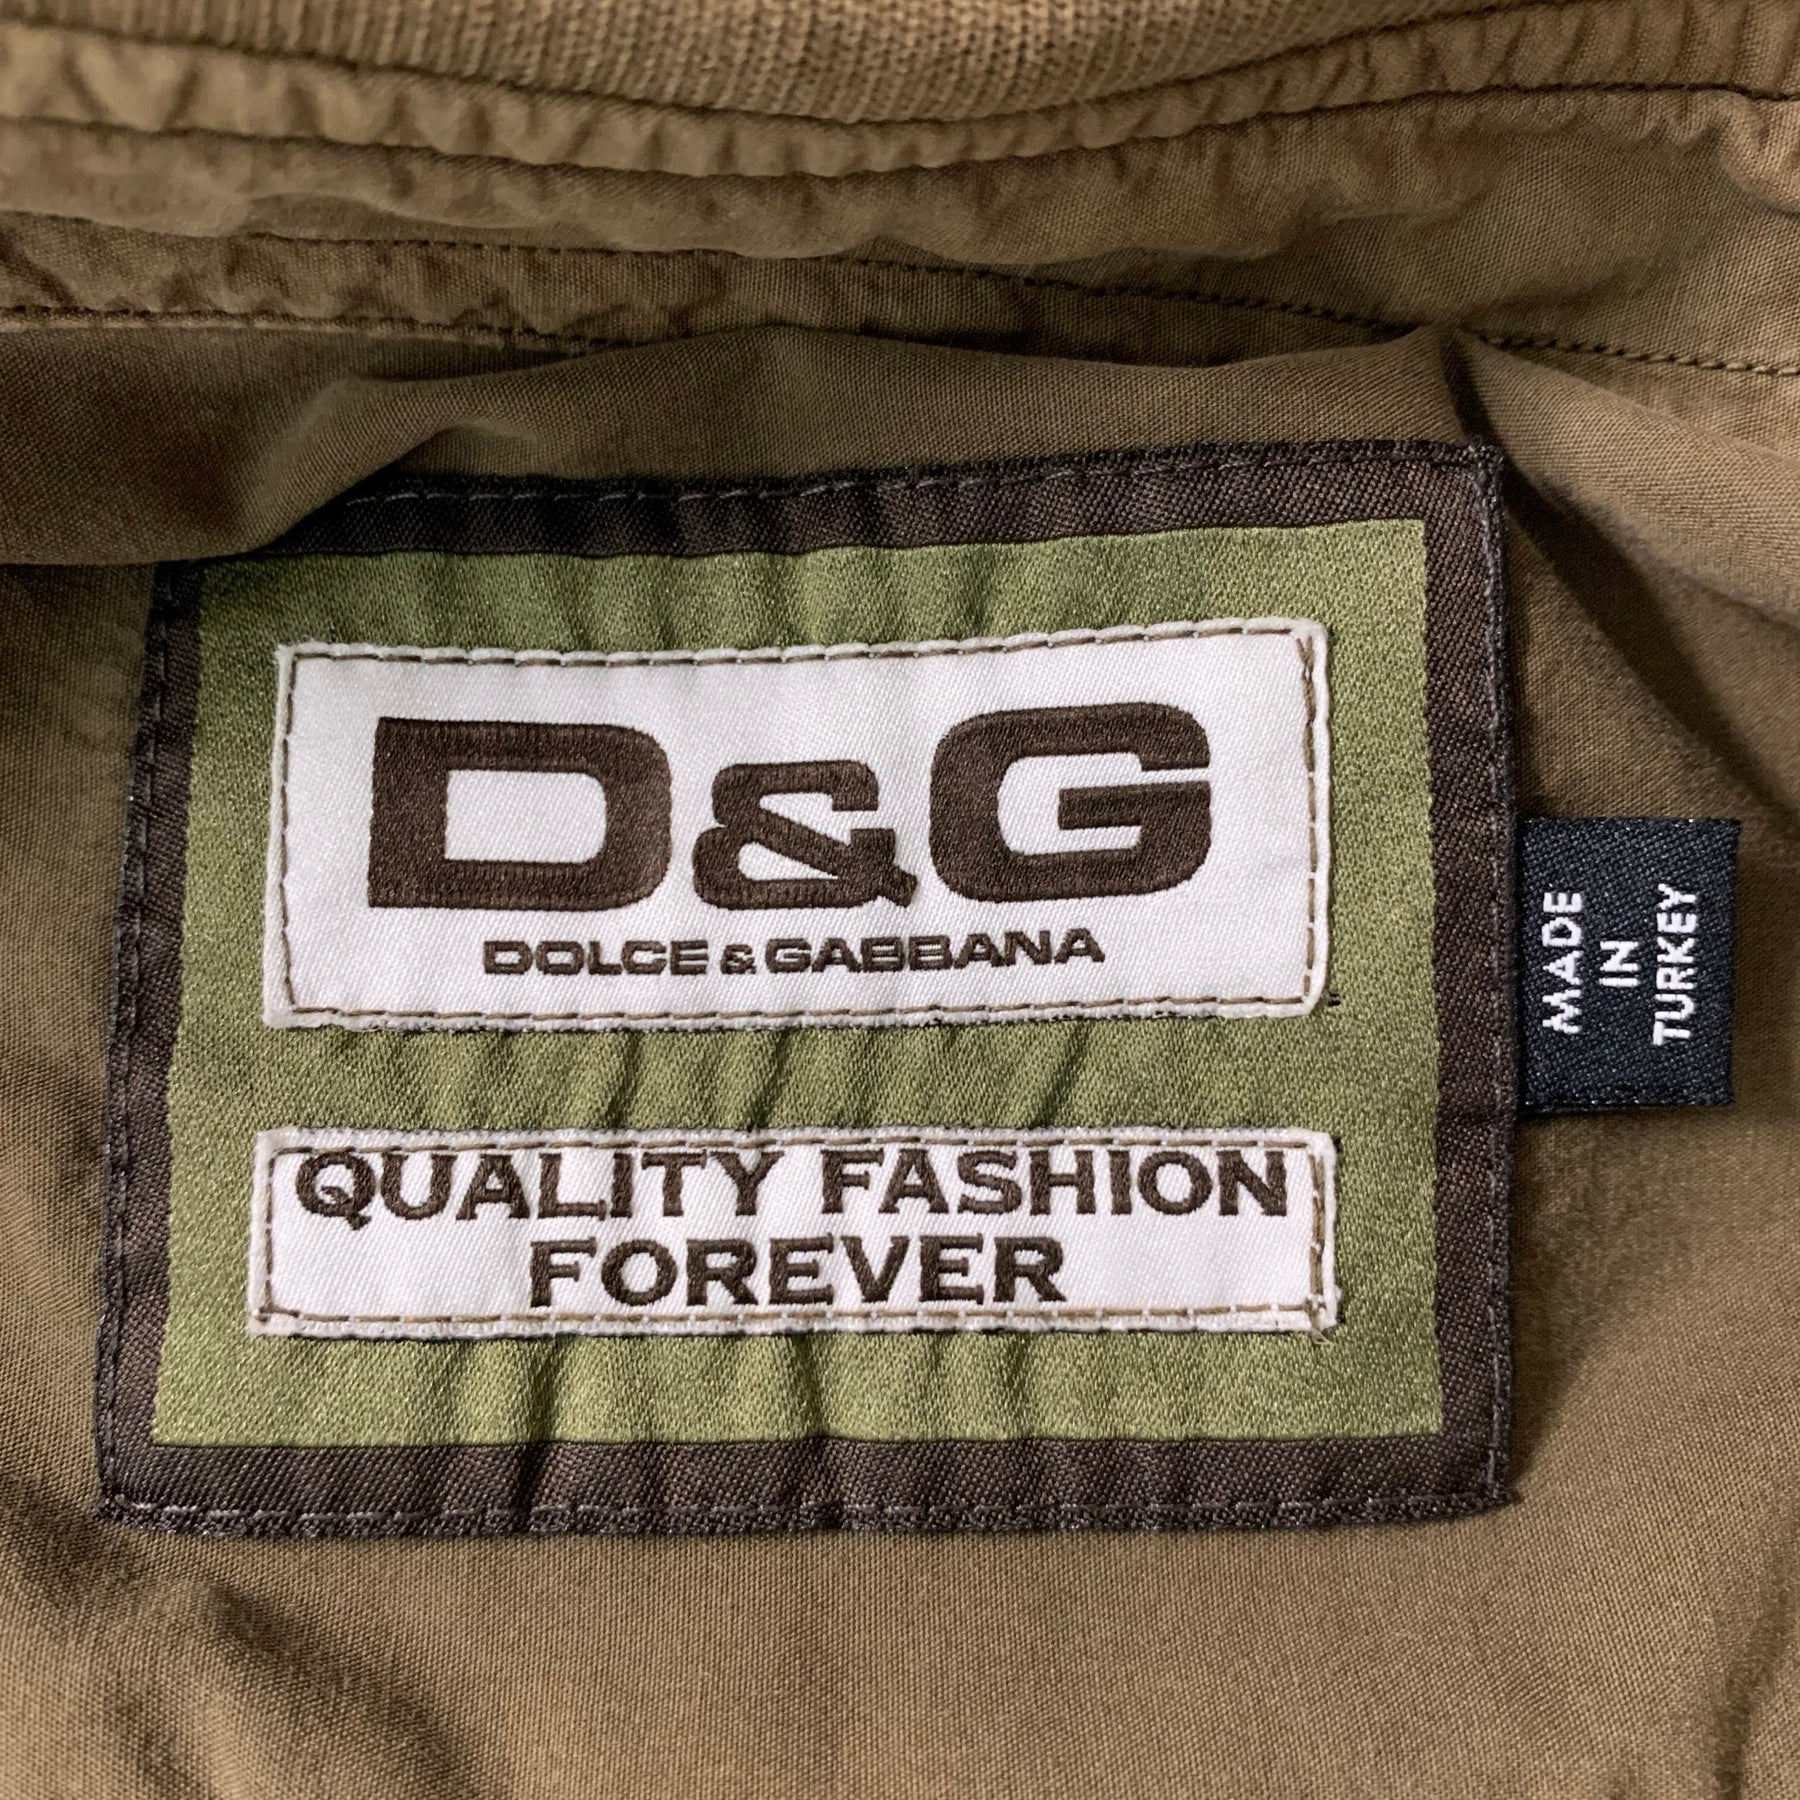 D&G
DOLCE & GABBANA
QUALITY FASHION
FOREVER
MADE
IN
TURKEY